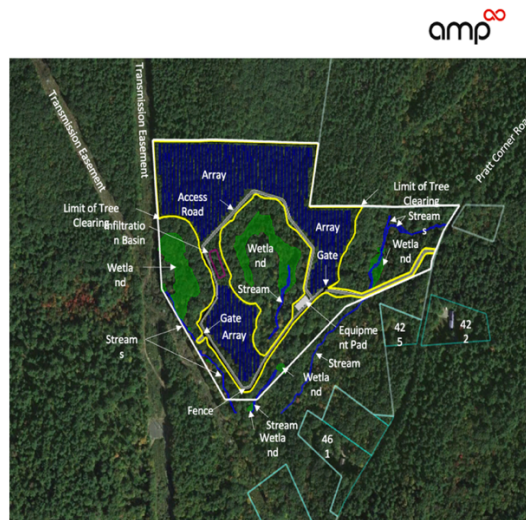 amp
Transmission Easement
Transmission Easement
Pratt Corner Road
Array
Access
Road
Limit of Tree
Clearing
Infiltratio
n Basin
Wetla
nd
Wetla
nd
Stream
Array
Gate
Limit of Tree
Clearing
Stream
s
Wetla
nd
Gate
Array
Stream
s
Equipme
nt Pad
Stream
Wetla
nd
Fence
Stream
Wetla
nd
42
5
42
2
46
1